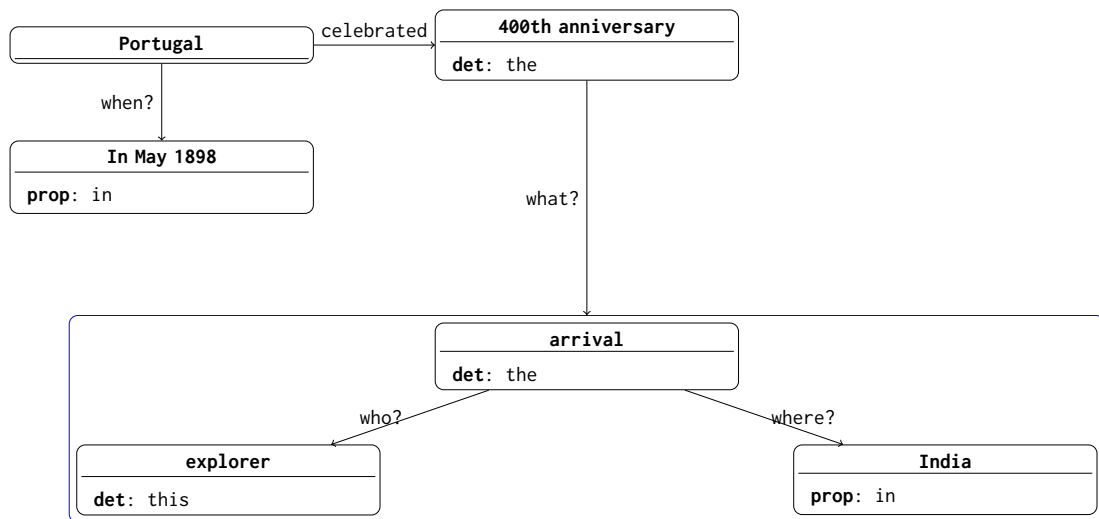 Portugal
celebrated
400th anniversary
det: the
when?
In May 1898
prop: in
what?
arrival
det: the
who?
where?
explorer
det: this
India
prop: in